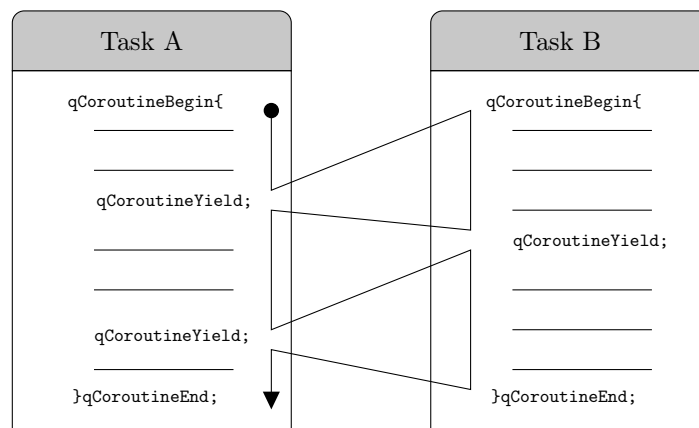 Task A
qCoroutineBegin{
qCoroutineYield;
qCoroutineYield;
}qCoroutineEnd;
Task B
qCoroutineBegin{
qCoroutineYield;
}qCoroutineEnd;